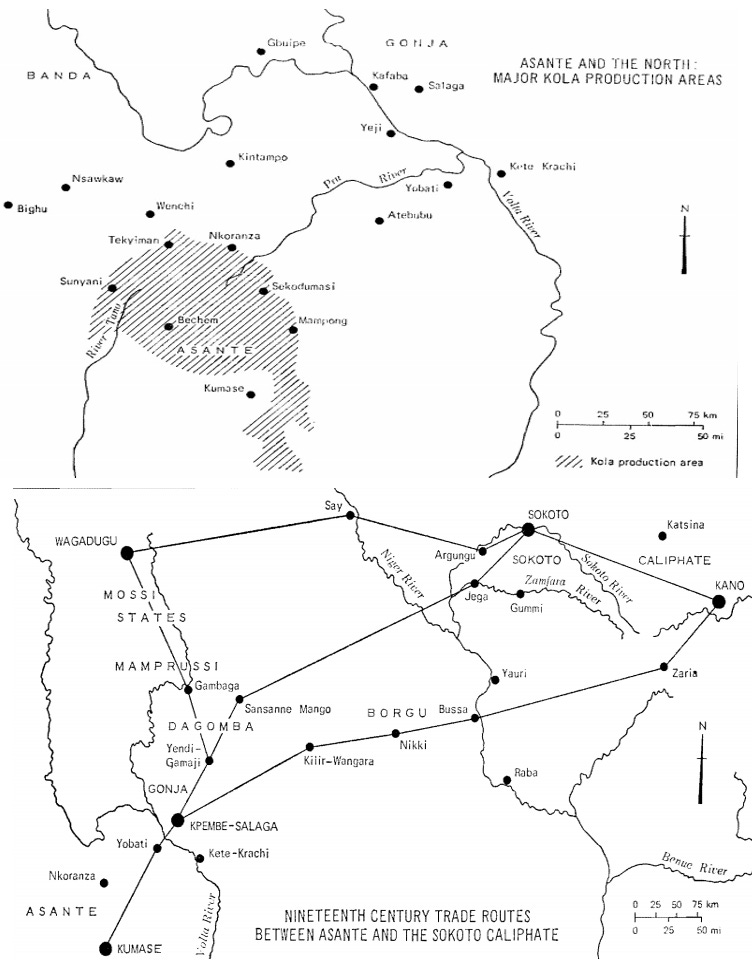 GONJA
Gbuipe
ASANTE AND THE NORTH:
MAJOR KOLA PRODUCTION AREAS
BANDA
Kafaba
Salaga
Yeji
Kintampo
Pru River
Kete Krachi
Nsawkaw
Yobati
Bighu
Wenchi
Atebubu
Volta River
N
Tekyiman
Nkoranza
Sunyani
Sekodumasi
River Tano
Bechem
Mampong
ASANTE
Kumase
0 25 50 75 km
0 25 50 mi
Kola production area
Say
SOKOTO
Katsina
WAGADUGU
Argungu
SOKOTO
CALIPHATE
Niger River
Sokoto River
Zamfara River
KANO
MOSSI
STATES
Jega
Gummi
MAMPRUSSI
Gambaga
Yauri
Zaria
Sansanne Mango
DAGOMBA
BORGU
Bussa
N
Yendi-
Gamaji
Nikki
Kilir-Wangara
GONJA
Raba
KPEMBE-SALAGA
Yobati
Kete-Krachi
Nkoranza
Benue River
ASANTE
Volta River
NINETEENTH CENTURY TRADE ROUTES
BETWEEN ASANTE AND THE SOKOTO CALIPHATE
0 25 50 75 km
0 25 50 mi
KUMASE